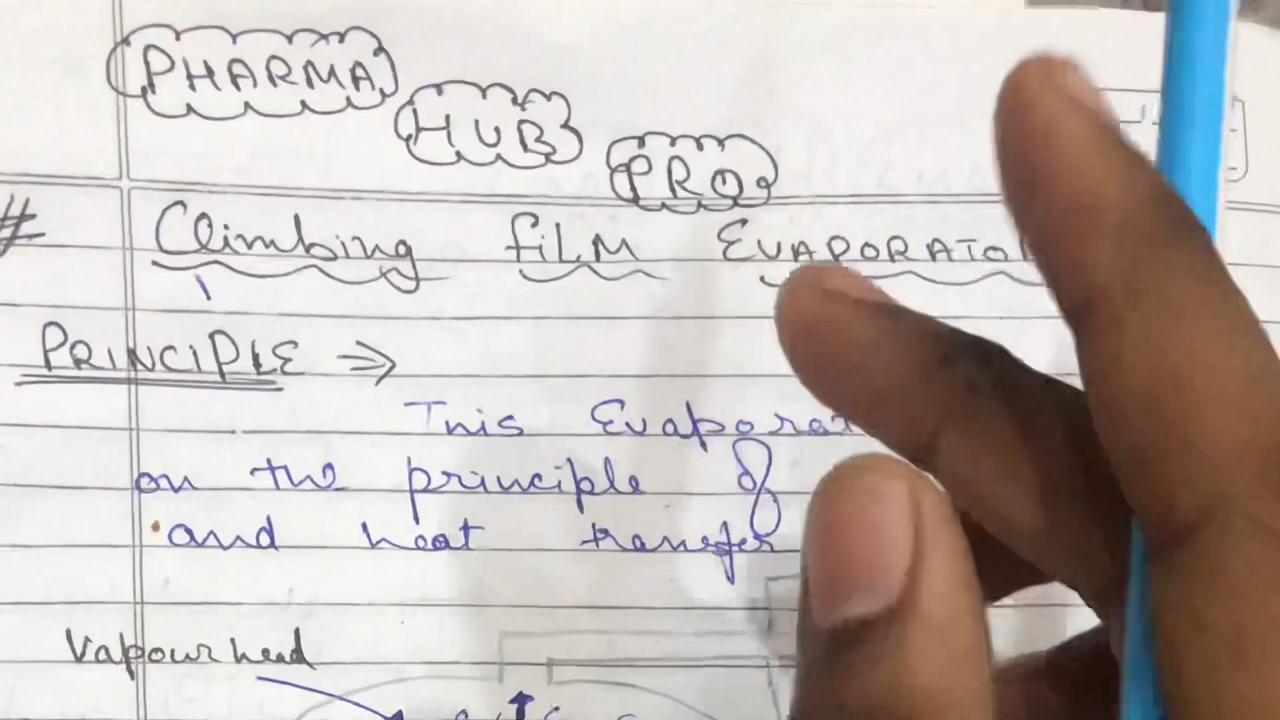 PHARMA
HUB
PRO
# Climbing fiLM EVAPORATO
PRINCIPLE ⇒
This Evaporat
on the principle of
and heat transfer
Vapour head